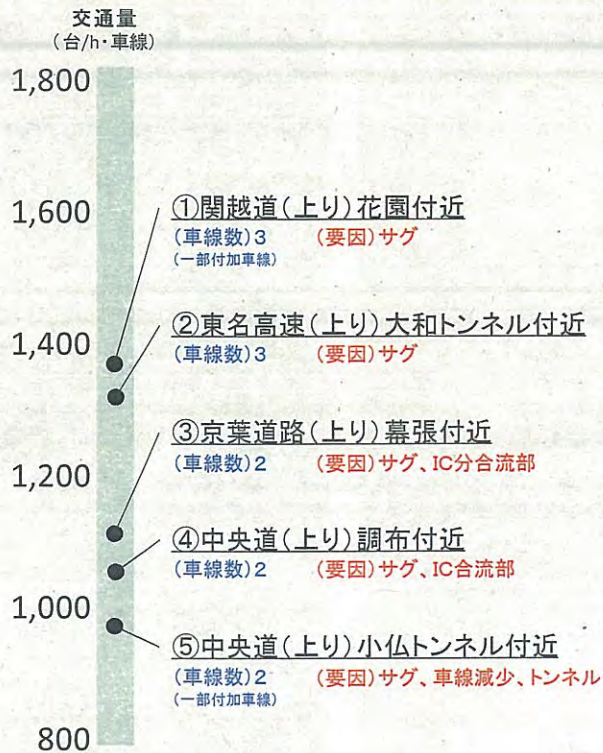 交通量
(台/h・車線)
1,800
1,600
1,400
1,200
1,000
800
①関越道(上り)花園付近
(車線数)3 (要因)サグ
(一部付加車線)
②東名高速(上り)大和トンネル付近
(車線数)3 (要因)サグ
③京葉道路(上り)幕張付近
(車線数)2 (要因)サグ、IC分合流部
④中央道(上り)調布付近
(車線数)2 (要因)サグ、IC合流部
⑤中央道(上り)小仏トンネル付近
(車線数)2 (要因)サグ、車線減少、トンネル
(一部付加車線)